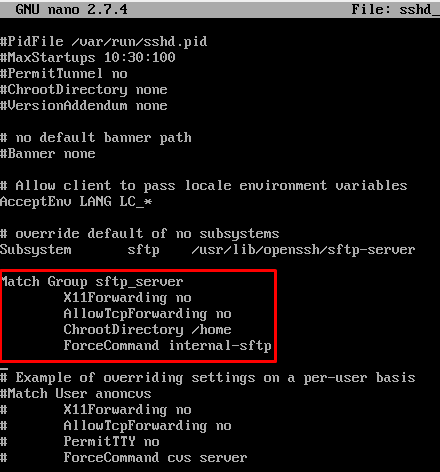 GNU nano 2.7.4 File: sshd_
#PidFile /var/run/sshd.pid
#MaxStartups 10:30:100
#PermitTunnel no
#ChrootDirectory none
#VersionAddendum none
# no default banner path
#Banner none
# Allow client to pass locale environment variables
AcceptEnv LANG LC_*
# override default of no subsystems
Subsystem sftp /usr/lib/openssh/sftp-server
Match Group sftp_server
X11Forwarding no
AllowTcpForwarding no
ChrootDirectory /home
ForceCommand internal-sftp
# Example of overriding settings on a per-user basis
#Match User anoncvs
# X11Forwarding no
# AllowTcpForwarding no
# PermitTTY no
# ForceCommand cvs server